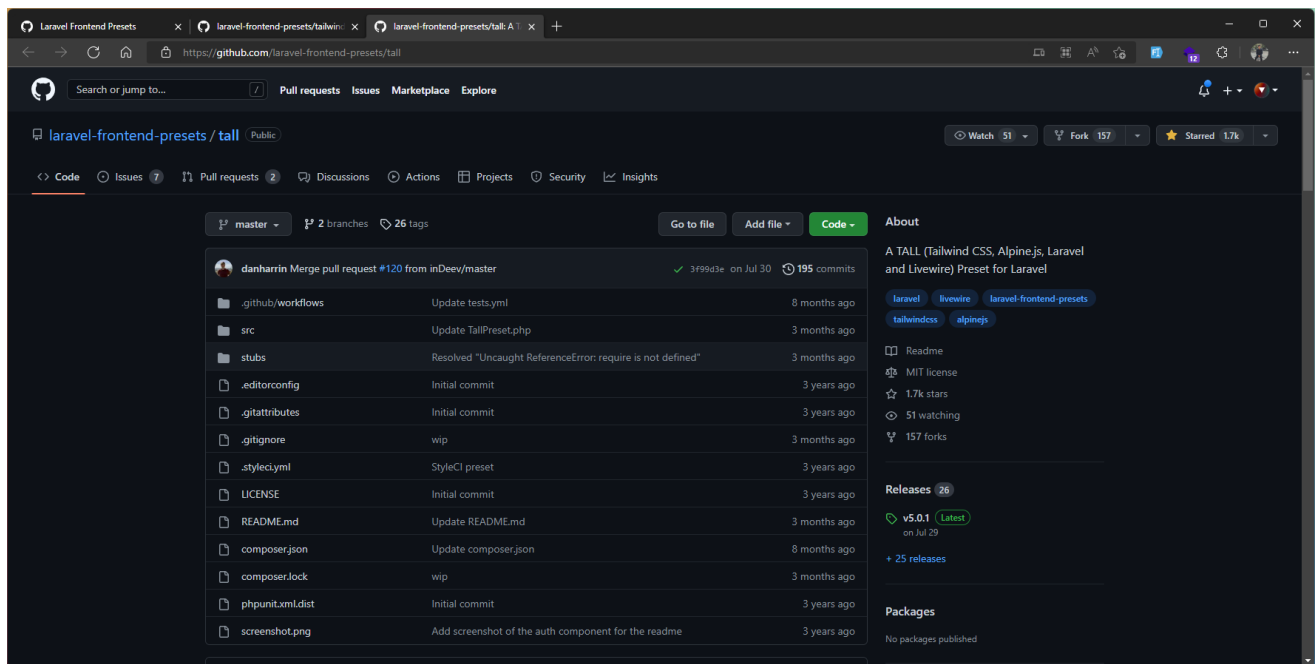 Laravel Frontend Presets
laravel-frontend-presets/tailwind
laravel-frontend-presets/tall: A T
https://github.com/laravel-frontend-presets/tall
12
Search or jump to...
/
Pull requests Issues Marketplace Explore
laravel-frontend-presets / tall Public
Watch 51
Fork 157
Starred 1.7k
Code
Issues 7
Pull requests 2
Discussions
Actions
Projects
Security
Insights
master
2 branches
26 tags
Go to file
Add file
Code
danharrin Merge pull request #120 from inDeev/master
3f99d3e on Jul 30
195 commits
.github/workflows Update tests.yml 8 months ago
src Update TallPreset.php 3 months ago
stubs Resolved "Uncaught ReferenceError: require is not defined" 3 months ago
.editorconfig Initial commit 3 years ago
.gitattributes Initial commit 3 years ago
.gitignore wip 3 months ago
.styleci.yml StyleCI preset 3 years ago
LICENSE Initial commit 3 years ago
README.md Update README.md 3 months ago
composer.json Update composer.json 8 months ago
composer.lock wip 3 months ago
phpunit.xml.dist Initial commit 3 years ago
screenshot.png Add screenshot of the auth component for the readme 3 years ago
About
A TALL (Tailwind CSS, Alpine.js, Laravel
and Livewire) Preset for Laravel
laravel livewire laravel-frontend-presets
tailwindcss alpinejs
Readme
MIT license
1.7k stars
51 watching
157 forks
Releases 26
v5.0.1 Latest
on Jul 29
+ 25 releases
Packages
No packages published